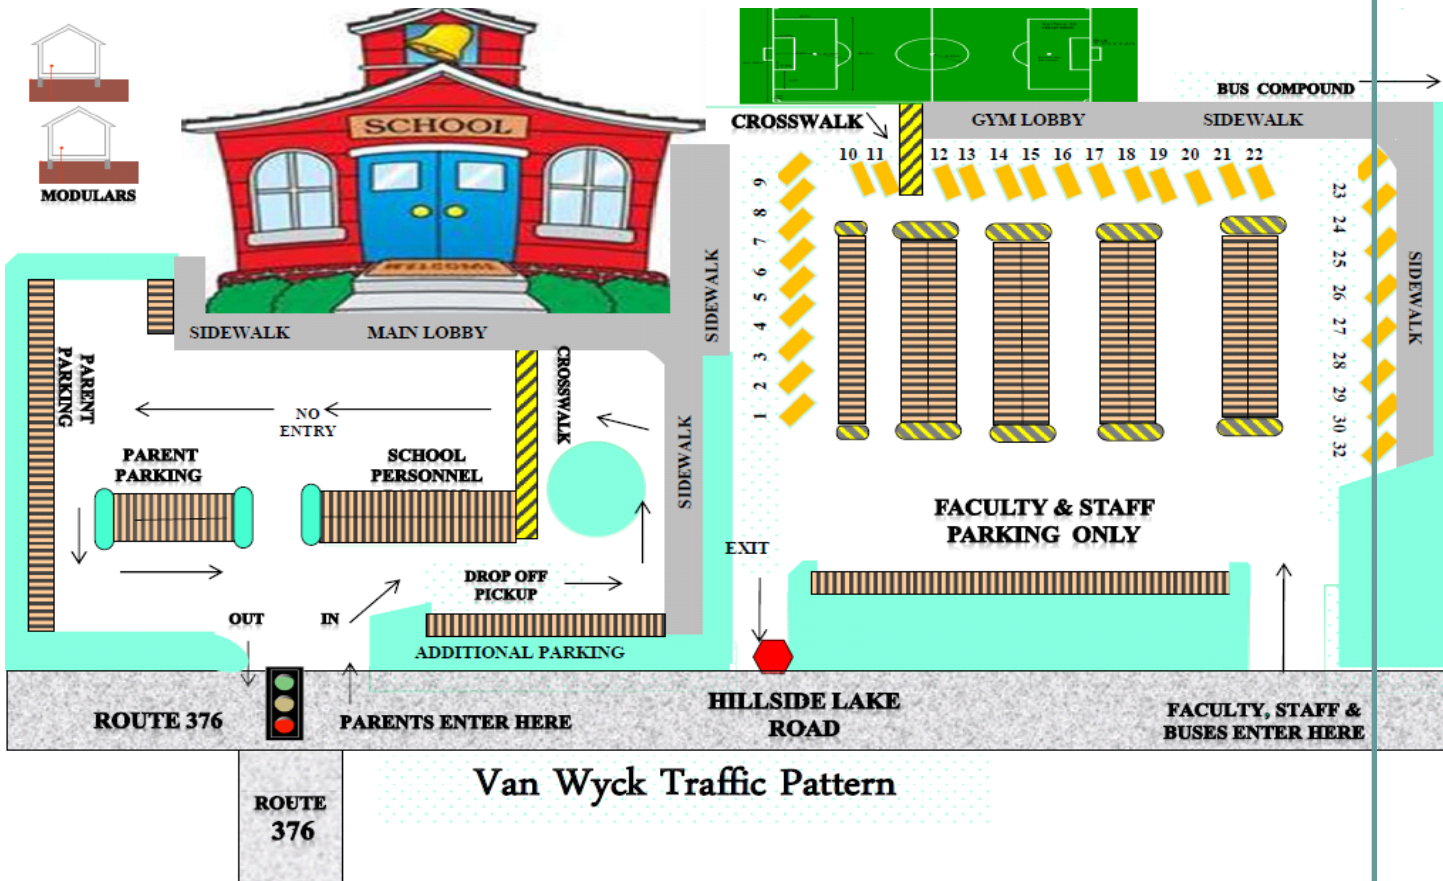 SCHOOL
WELCOME
MODULARS
CROSSWALK
GYM LOBBY
SIDEWALK
BUS COMPOUND
10
11
12
13
14
15
16
17
18
19
20
21
22
9
8
7
6
5
4
3
2
1
23
24
25
26
27
28
29
30
32
SIDEWALK
SIDEWALK
SIDEWALK
MAIN LOBBY
CROSSWALK
SIDEWALK
PARENT
PARKING
NO
ENTRY
PARENT
PARKING
SCHOOL
PERSONNEL
FACULTY & STAFF
PARKING ONLY
EXIT
DROP OFF
PICKUP
OUT
IN
ADDITIONAL PARKING
ROUTE 376
PARENTS ENTER HERE
HILLSIDE LAKE
ROAD
FACULTY, STAFF &
BUSES ENTER HERE
Van Wyck Traffic Pattern
ROUTE
376